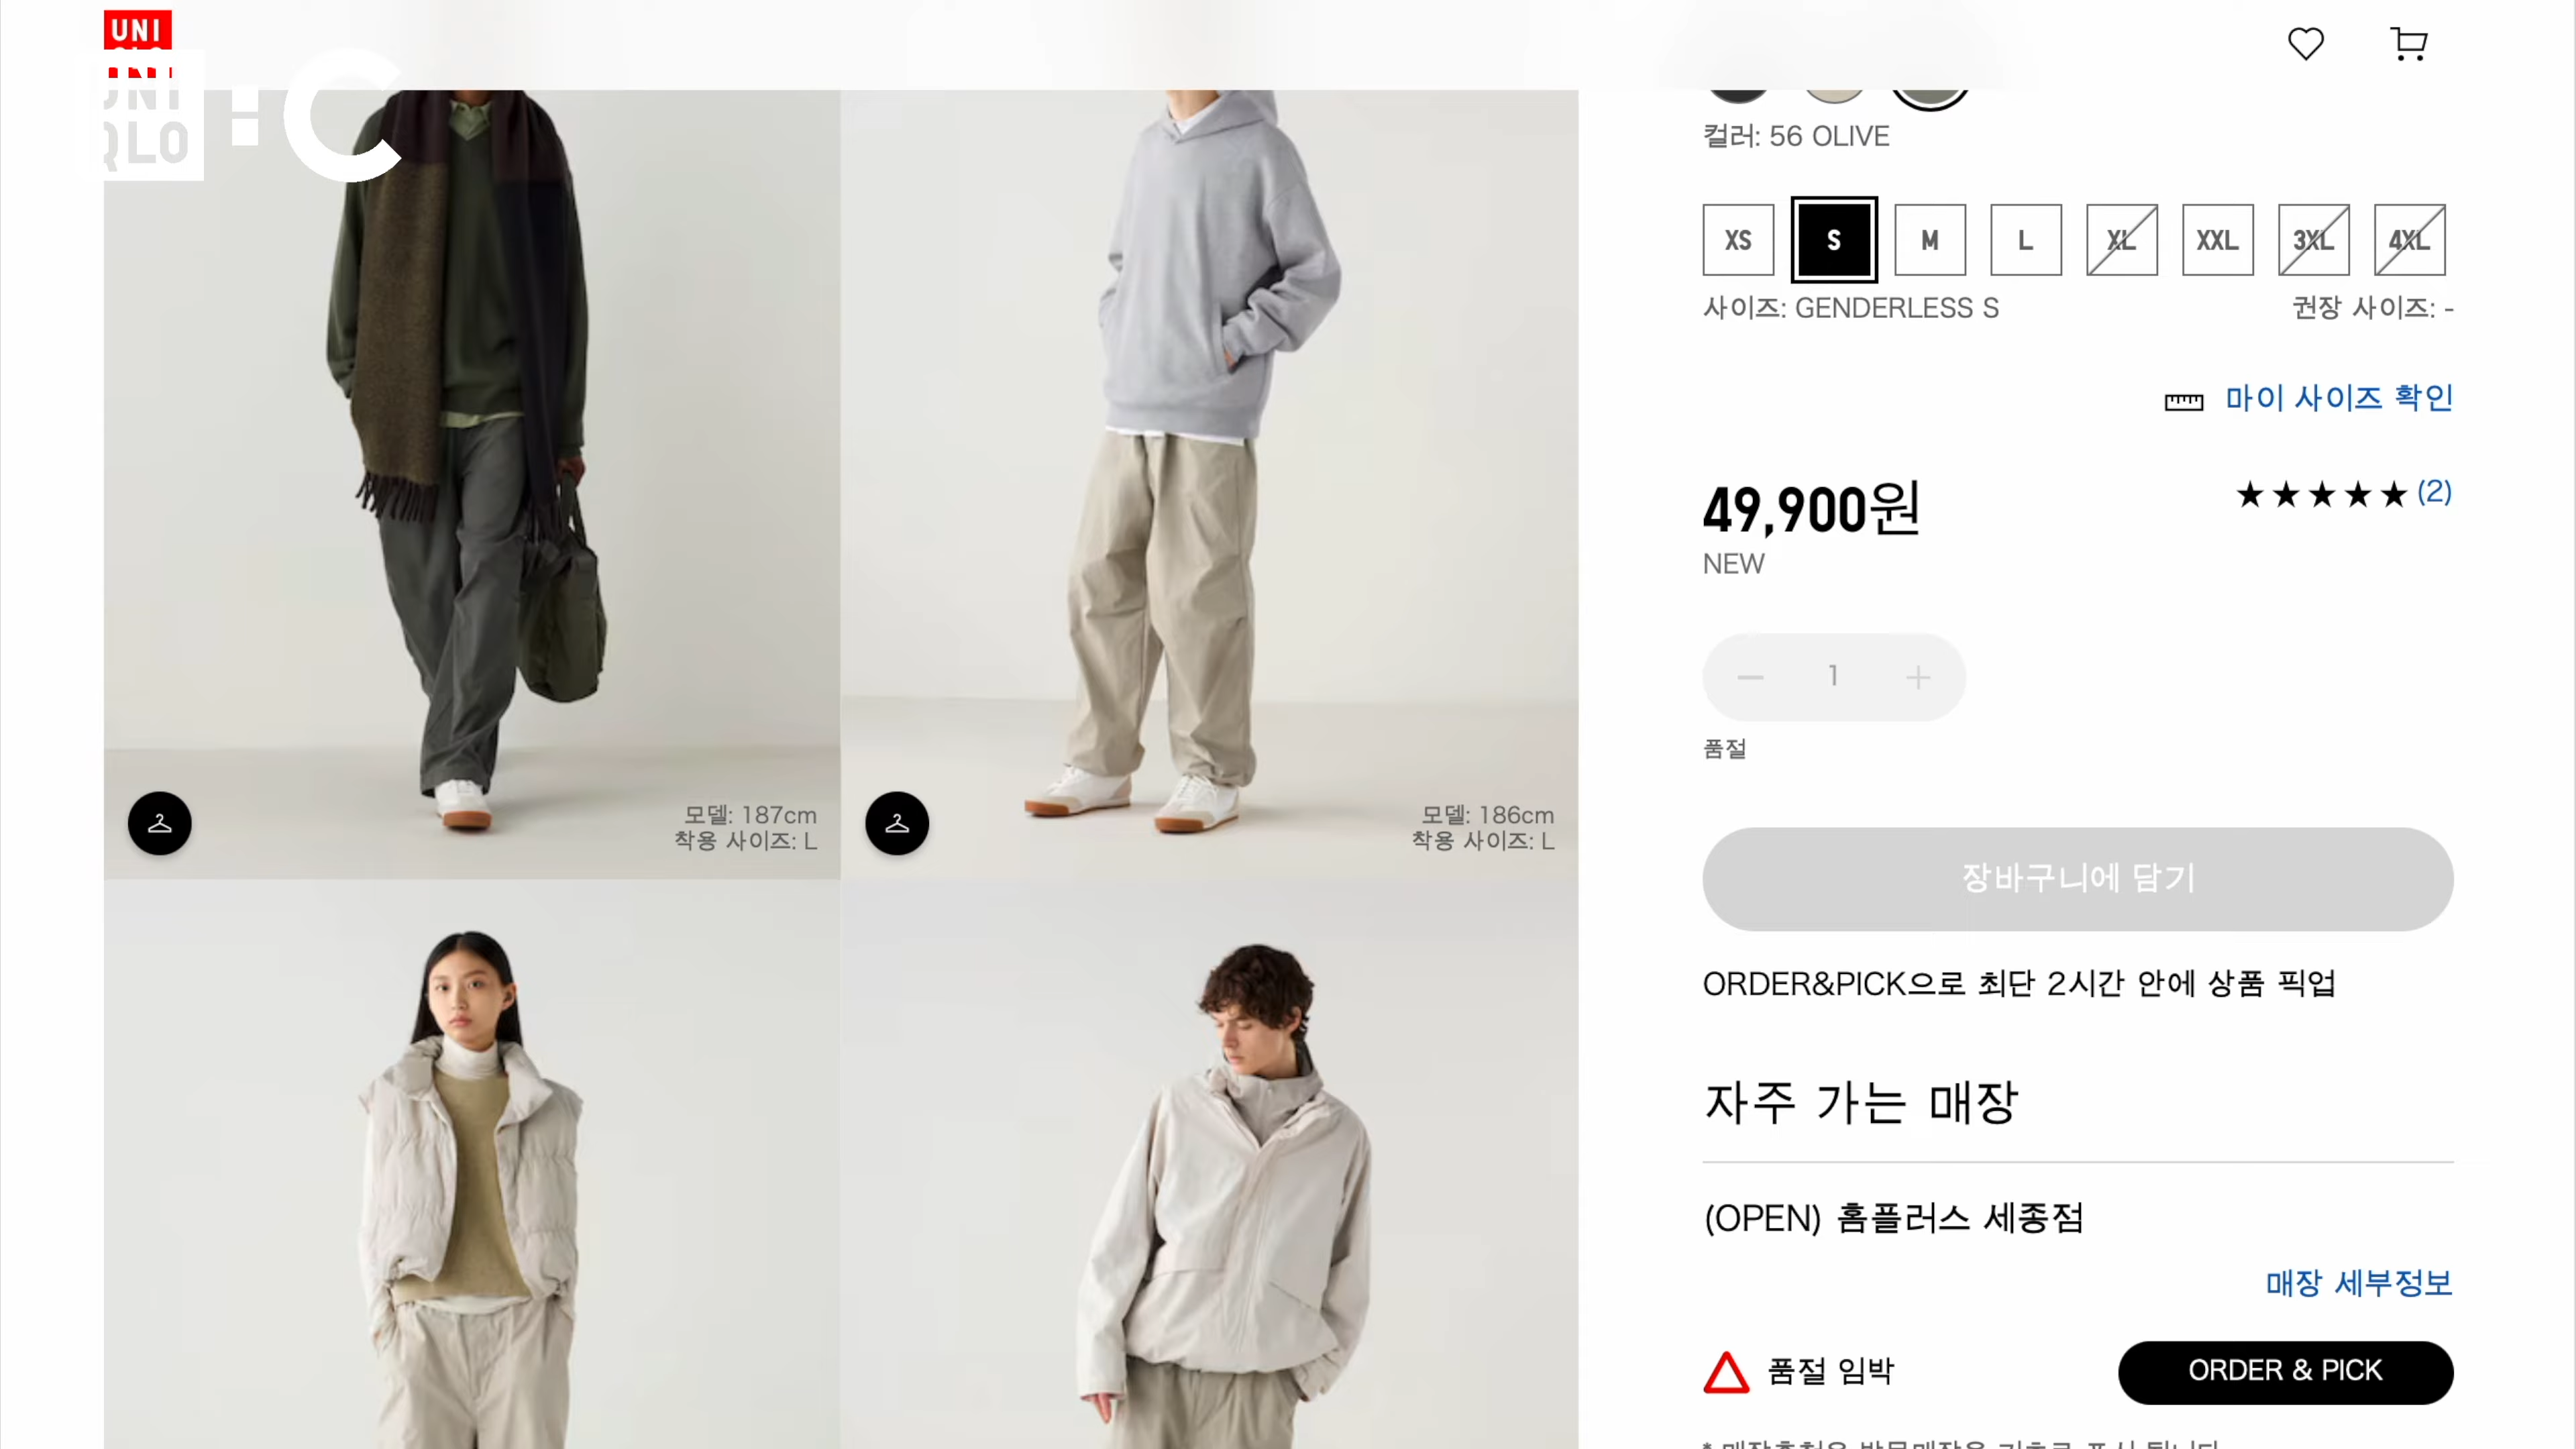 UNI
UNI
QLO
:C
컬러: 56 OLIVE
XS
S
M
L
XL
XXL
3XL
4XL
사이즈: GENDERLESS S
권장 사이즈: -
마이 사이즈 확인
49,900원
★★★★★ (2)
NEW
1
품절
모델: 187cm
착용 사이즈: L
모델: 186cm
착용 사이즈: L
장바구니에 담기
ORDER&PICK으로 최단 2시간 안에 상품 픽업
자주 가는 매장
(OPEN) 홈플러스 세종점
매장 세부정보
품절 임박
ORDER & PICK